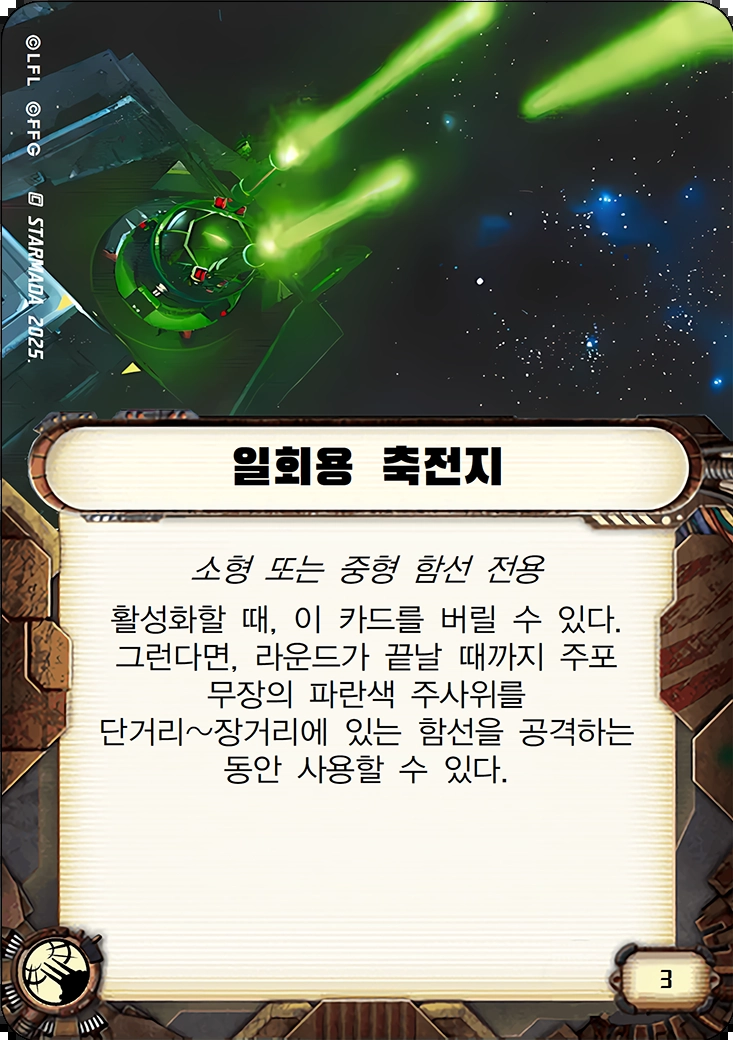 ©LFL ©FFG 🄫 STARMADA 2025.
일회용 축전지
소형 또는 중형 함선 전용
활성화할 때, 이 카드를 버릴 수 있다.
그런다면, 라운드가 끝날 때까지 주포
무장의 파란색 주사위를
단거리~장거리에 있는 함선을 공격하는
동안 사용할 수 있다.
3